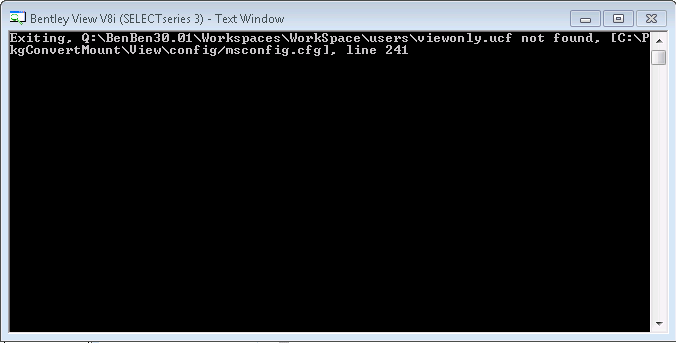 Bentley View V8i (SELECTseries 3) - Text Window
Exiting, Q:\BenBen30.01\Workspaces\WorkSpace\users\viewonly.ucf not found, [C:\P
kgConvertMount\View\config/msconfig.cfg], line 241